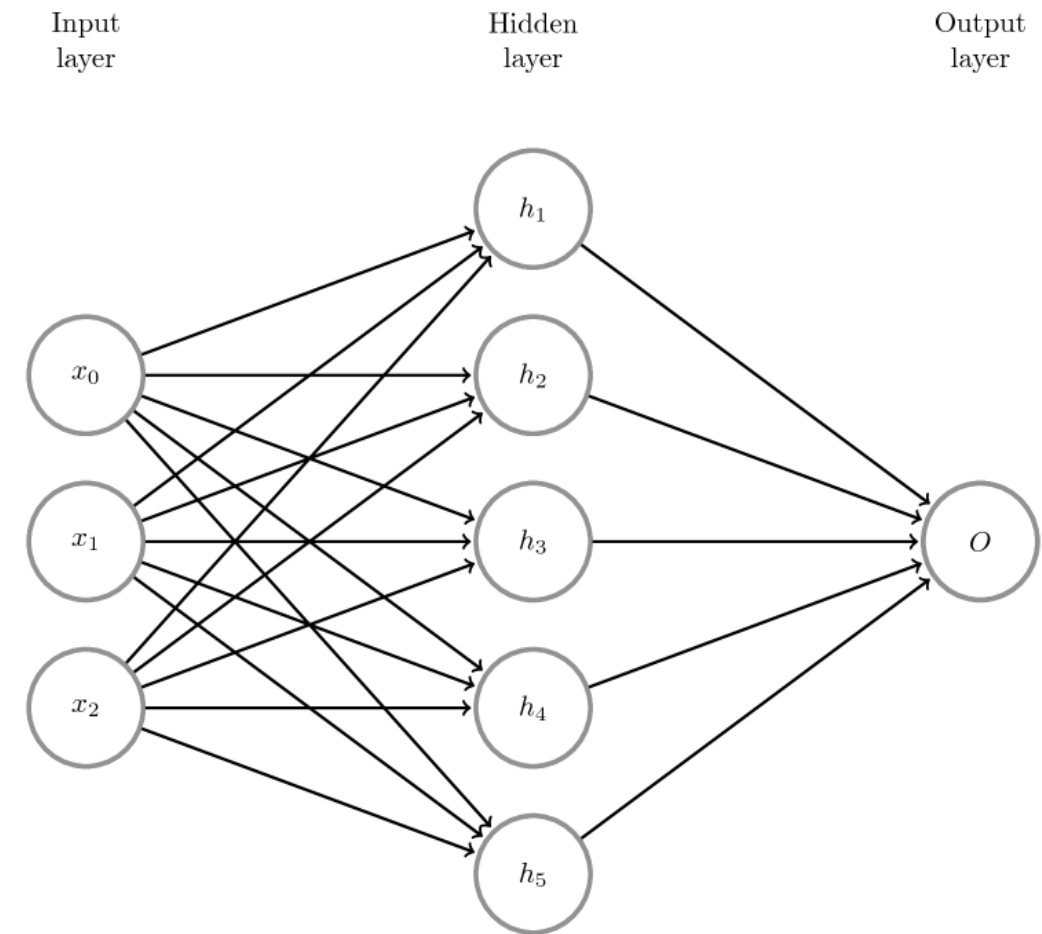 Input
layer
Hidden
layer
Output
layer
h₁
x₀
h₂
x₁
h₃
O
x₂
h₄
h₅